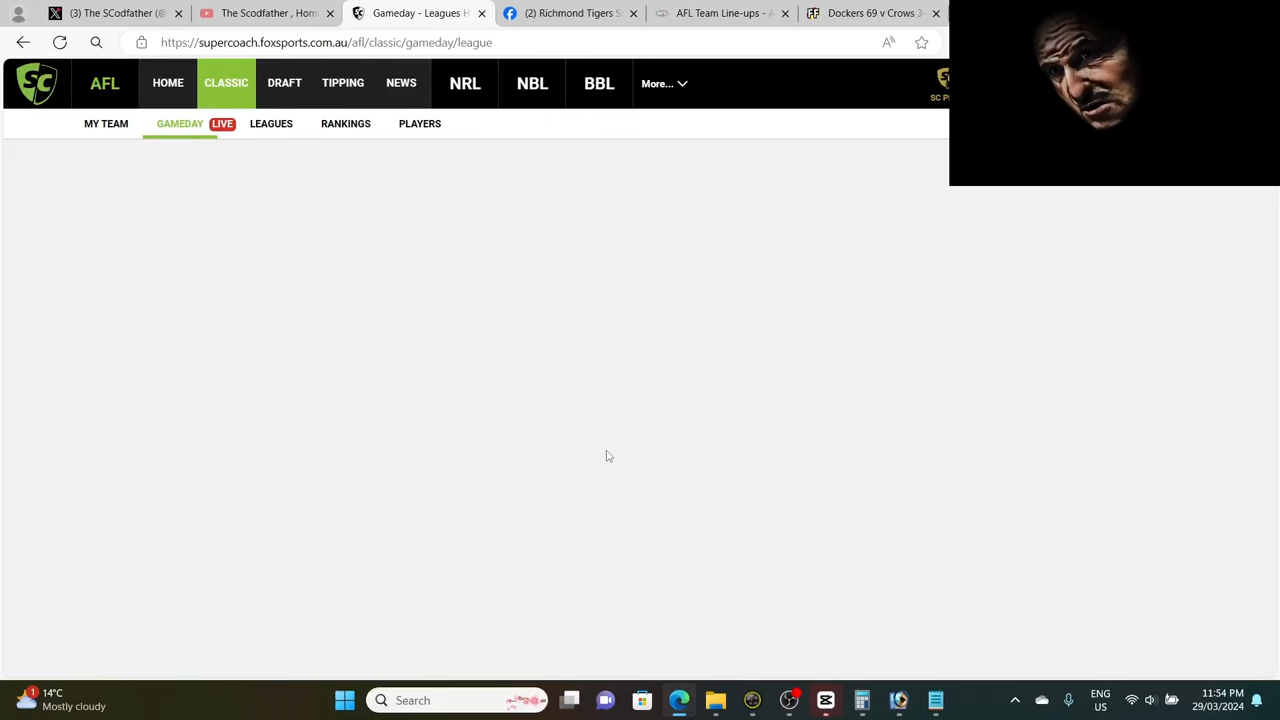 (3) The SCodfather (@
The Scodfather , Hom
Gameday - Leagues H
(2) Richmond Tigers S
AFL Team Line-ups - A
Dockers 69 v Crows 3
https://supercoach.foxsports.com.au/afl/classic/gameday/league
SC AFL HOME CLASSIC DRAFT TIPPING NEWS NRL NBL BBL More...
SC P
MY TEAM GAMEDAY LIVE LEAGUES RANKINGS PLAYERS
1 14°C
Mostly cloudy
Search
ENG
US
11:54 PM
29/03/2024